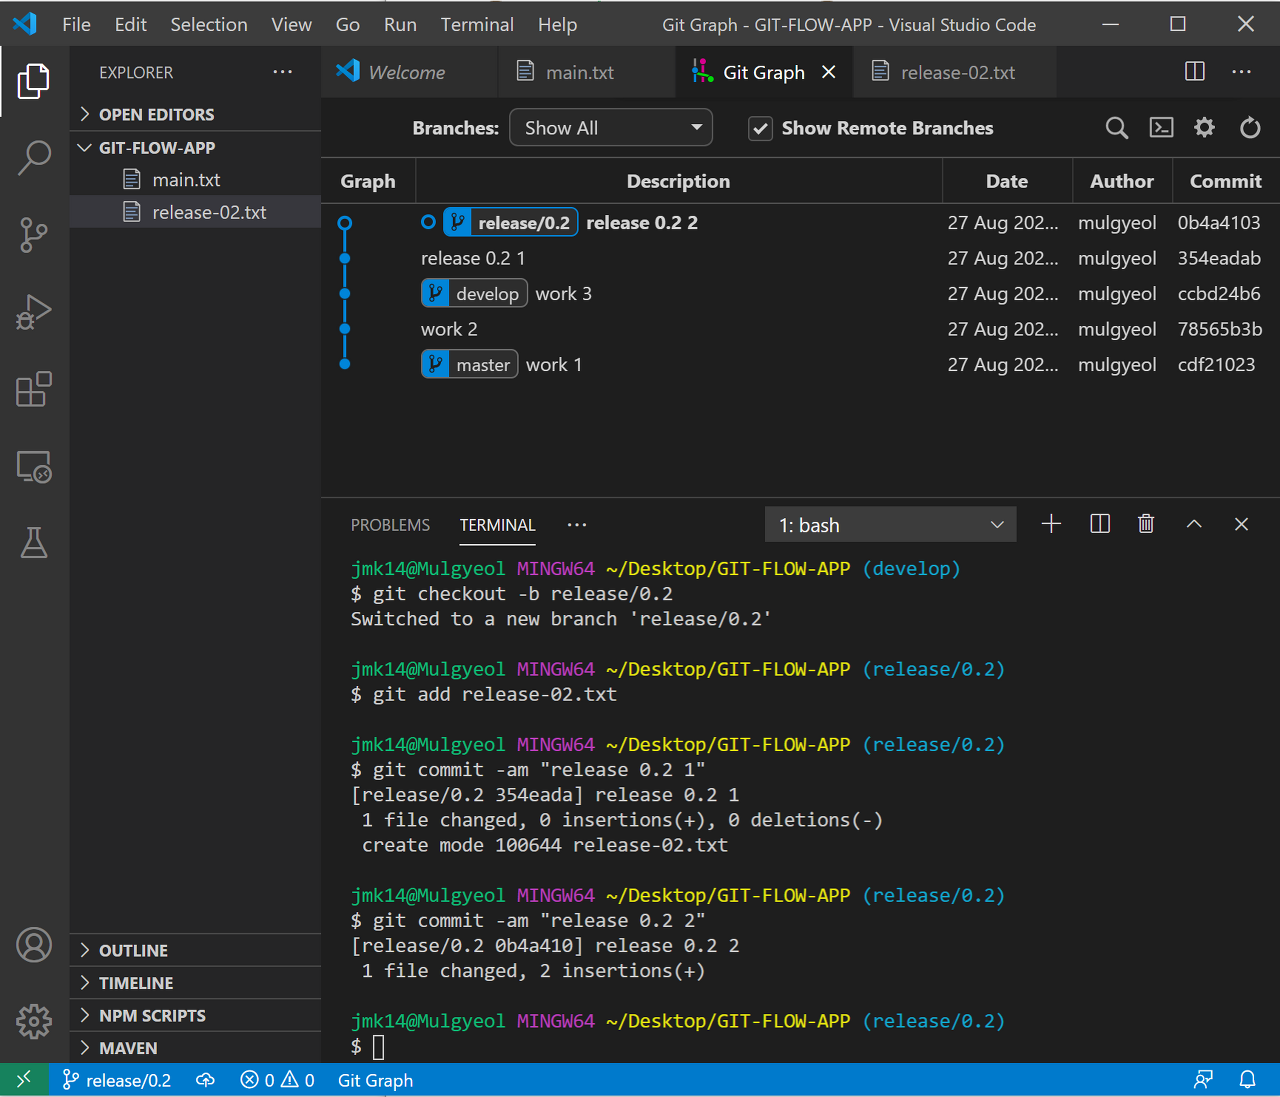 File Edit Selection View Go Run Terminal Help Git Graph - GIT-FLOW-APP - Visual Studio Code
EXPLORER
OPEN EDITORS
GIT-FLOW-APP
main.txt
release-02.txt
OUTLINE
TIMELINE
NPM SCRIPTS
MAVEN
Welcome main.txt Git Graph release-02.txt
Branches: Show All Show Remote Branches
Graph Description Date Author Commit
release/0.2 release 0.2 2 27 Aug 202... mulgyeol 0b4a4103
release 0.2 1 27 Aug 202... mulgyeol 354eadab
develop work 3 27 Aug 202... mulgyeol ccbd24b6
work 2 27 Aug 202... mulgyeol 78565b3b
master work 1 27 Aug 202... mulgyeol cdf21023
PROBLEMS TERMINAL ··· 1: bash
jmk14@Mulgyeol MINGW64 ~/Desktop/GIT-FLOW-APP (develop)
$ git checkout -b release/0.2
Switched to a new branch 'release/0.2'
jmk14@Mulgyeol MINGW64 ~/Desktop/GIT-FLOW-APP (release/0.2)
$ git add release-02.txt
jmk14@Mulgyeol MINGW64 ~/Desktop/GIT-FLOW-APP (release/0.2)
$ git commit -am "release 0.2 1"
[release/0.2 354eada] release 0.2 1
1 file changed, 0 insertions(+), 0 deletions(-)
create mode 100644 release-02.txt
jmk14@Mulgyeol MINGW64 ~/Desktop/GIT-FLOW-APP (release/0.2)
$ git commit -am "release 0.2 2"
[release/0.2 0b4a410] release 0.2 2
1 file changed, 2 insertions(+)
jmk14@Mulgyeol MINGW64 ~/Desktop/GIT-FLOW-APP (release/0.2)
$
release/0.2 0 0 Git Graph